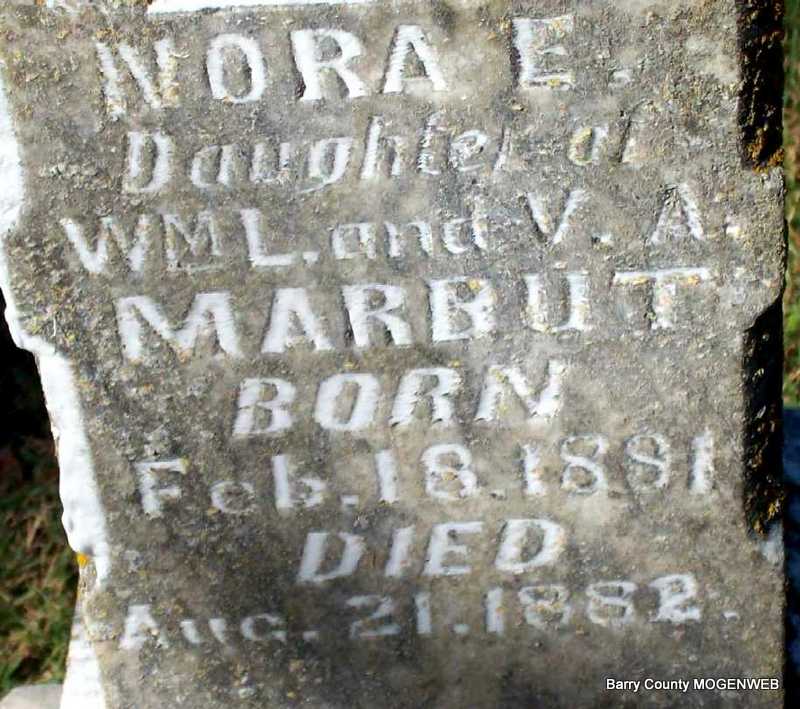 NORA E.
Daughter of
WM L. and V. A.
MARBUT
BORN
Feb. 18. 1881
DIED
Aug. 21. 1882.
Barry County MOGENWEB